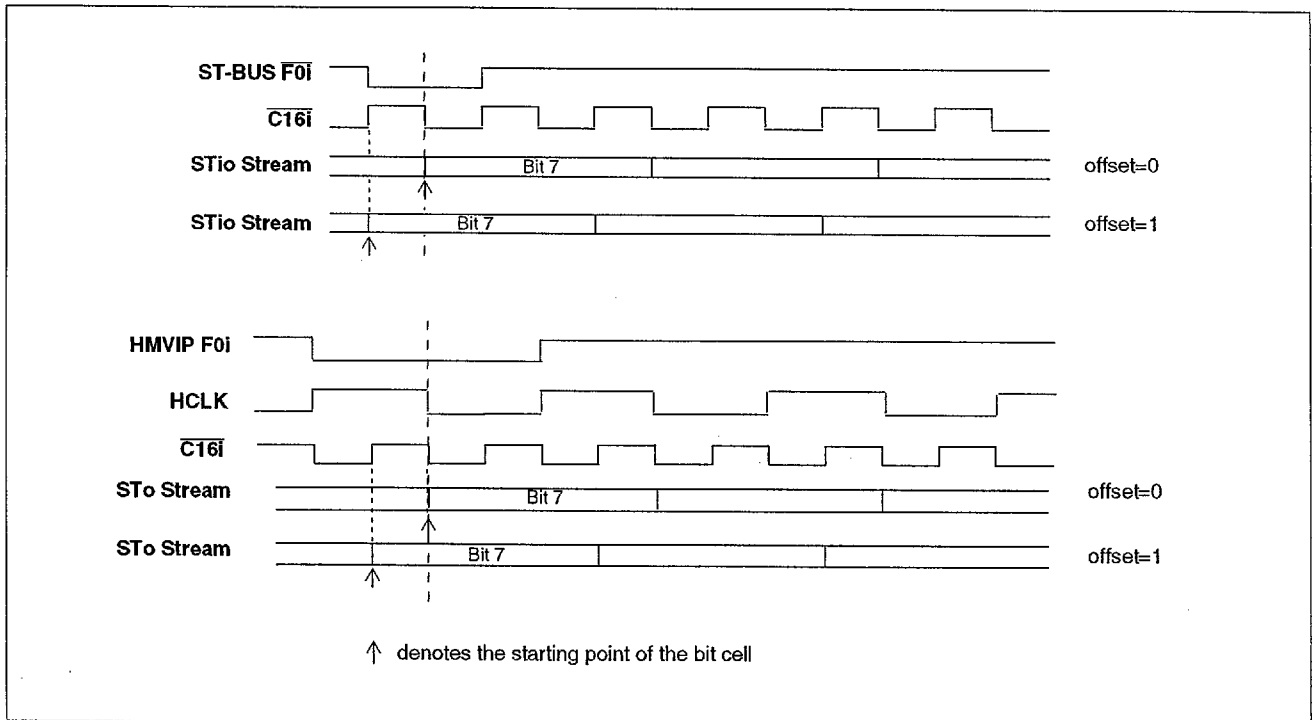 ST-BUS F0i
C16i
STio Stream Bit 7 offset=0
STio Stream Bit 7 offset=1
HMVIP F0i
HCLK
C16i
STo Stream Bit 7 offset=0
STo Stream Bit 7 offset=1
↑ denotes the starting point of the bit cell